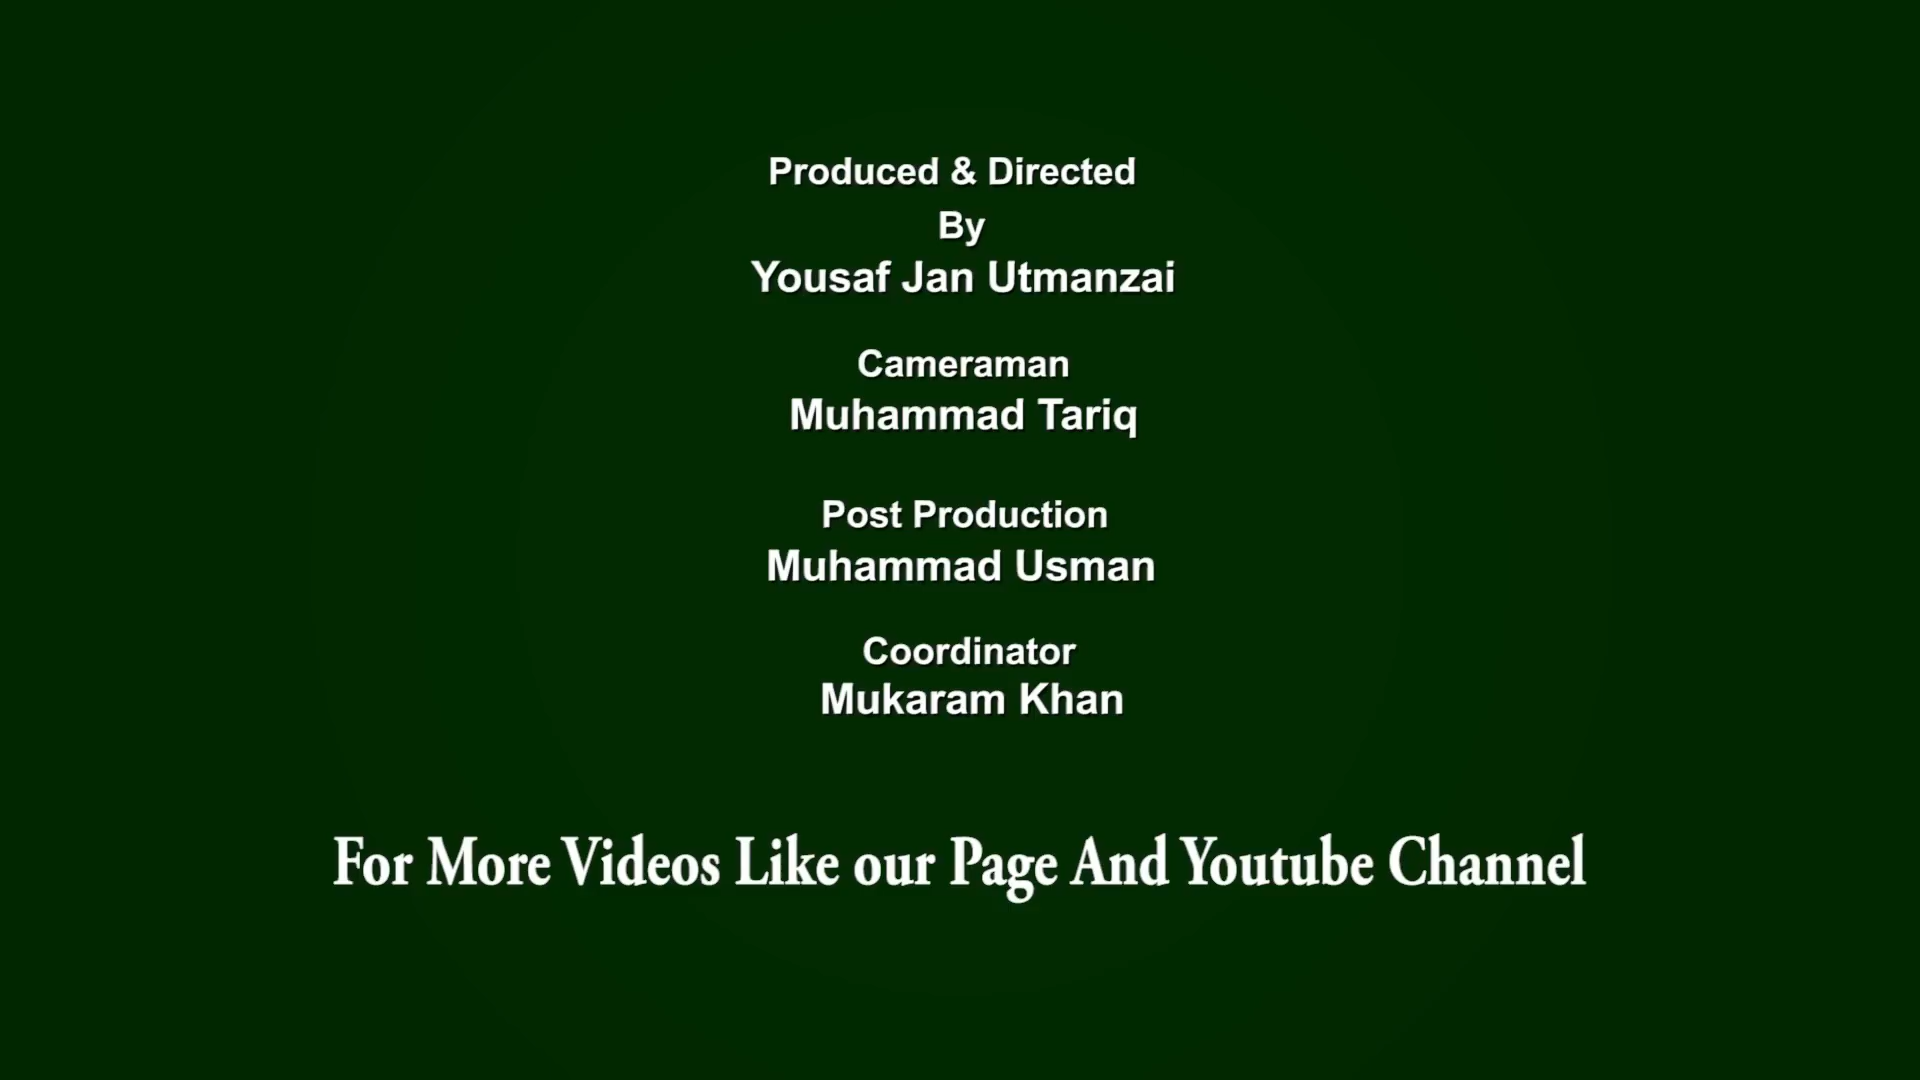 Produced & Directed
By
Yousaf Jan Utmanzai
Cameraman
Muhammad Tariq
Post Production
Muhammad Usman
Coordinator
Mukaram Khan
For More Videos Like our Page And Youtube Channel